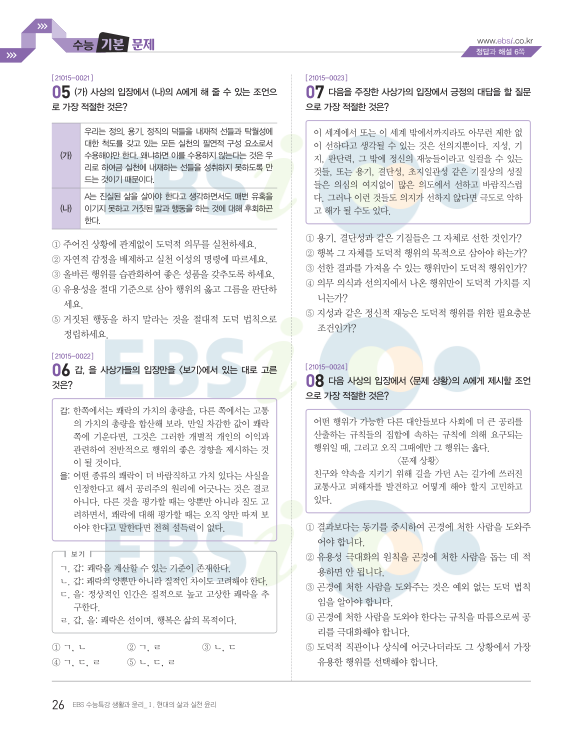 수능 기본 문제
www.ebsi.co.kr
정답과 해설 6쪽
[21015-0021]
05 (가) 사상의 입장에서 (나)의 A에게 해 줄 수 있는 조언으
로 가장 적절한 것은?
(가)
우리는 정의, 용기, 정직의 덕들을 내재적 선들과 탁월성에
대한 척도를 갖고 있는 모든 실천의 필연적 구성 요소로서
수용해야만 한다. 왜냐하면 이를 수용하지 않는다는 것은 우
리로 하여금 실천에 내재하는 선들을 성취하지 못하도록 만
드는 것이기 때문이다.
(나)
A는 진실된 삶을 살아야 한다고 생각하면서도 매번 유혹을
이기지 못하고 거짓된 말과 행동을 하는 것에 대해 후회하곤
한다.
① 주어진 상황에 관계없이 도덕적 의무를 실천하세요.
② 자연적 감정을 배제하고 실천 이성의 명령에 따르세요.
③ 올바른 행위를 습관화하여 좋은 성품을 갖추도록 하세요.
④ 유용성을 절대 기준으로 삼아 행위의 옳고 그름을 판단하
세요.
⑤ 거짓된 행동을 하지 말라는 것을 절대적 도덕 법칙으로
정립하세요.
[21015-0022]
06 갑, 을 사상가들의 입장만을 <보기>에서 있는 대로 고른
것은?
갑: 한쪽에서는 쾌락의 가치의 총량을, 다른 쪽에서는 고통
의 가치의 총량을 합산해 보라. 만일 차감한 값이 쾌락
쪽에 기운다면, 그것은 그러한 개별적 개인의 이익과
관련하여 전반적으로 행위의 좋은 경향을 제시하는 것
이 될 것이다.
을: 어떤 종류의 쾌락이 더 바람직하고 가치 있다는 사실을
인정한다고 해서 공리주의 원리에 어긋나는 것은 결코
아니다. 다른 것을 평가할 때는 양뿐만 아니라 질도 고
려하면서, 쾌락에 대해 평가할 때는 오직 양만 따져 보
아야 한다고 말한다면 전혀 설득력이 없다.
보기
ㄱ. 갑: 쾌락을 계산할 수 있는 기준이 존재한다.
ㄴ. 갑: 쾌락의 양뿐만 아니라 질적인 차이도 고려해야 한다.
ㄷ. 을: 정상적인 인간은 질적으로 높고 고상한 쾌락을 추
구한다.
ㄹ. 갑, 을: 쾌락은 선이며, 행복은 삶의 목적이다.
① ㄱ, ㄴ ② ㄱ, ㄹ ③ ㄴ, ㄷ
④ ㄱ, ㄷ, ㄹ ⑤ ㄴ, ㄷ, ㄹ
[21015-0023]
07 다음을 주장한 사상가의 입장에서 긍정의 대답을 할 질문
으로 가장 적절한 것은?
이 세계에서 또는 이 세계 밖에서까지라도 아무런 제한 없
이 선하다고 생각될 수 있는 것은 선의지뿐이다. 지성, 기
지, 판단력, 그 밖에 정신의 재능들이라고 일컬을 수 있는
것들, 또는 용기, 결단성, 초지일관성 같은 기질상의 성질
들은 의심의 여지없이 많은 의도에서 선하고 바람직스럽
다. 그러나 이런 것들도 의지가 선하지 않다면 극도로 악하
고 해가 될 수도 있다.
① 용기, 결단성과 같은 기질들은 그 자체로 선한 것인가?
② 행복 그 자체를 도덕적 행위의 목적으로 삼아야 하는가?
③ 선한 결과를 가져올 수 있는 행위만이 도덕적 행위인가?
④ 의무 의식과 선의지에서 나온 행위만이 도덕적 가치를 지
니는가?
⑤ 지성과 같은 정신적 재능은 도덕적 행위를 위한 필요충분
조건인가?
[21015-0024]
08 다음 사상의 입장에서 <문제 상황>의 A에게 제시할 조언
으로 가장 적절한 것은?
어떤 행위가 가능한 다른 대안들보다 사회에 더 큰 공리를
산출하는 규칙들의 집합에 속하는 규칙에 의해 요구되는
행위일 때, 그리고 오직 그때에만 그 행위는 옳다.
<문제 상황>
친구와 약속을 지키기 위해 길을 가던 A는 길가에 쓰러진
교통사고 피해자를 발견하고 어떻게 해야 할지 고민하고
있다.
① 결과보다는 동기를 중시하여 곤경에 처한 사람을 도와주
어야 합니다.
② 유용성 극대화의 원칙을 곤경에 처한 사람을 돕는 데 적
용하면 안 됩니다.
③ 곤경에 처한 사람을 도와주는 것은 예외 없는 도덕 법칙
임을 알아야 합니다.
④ 곤경에 처한 사람을 도와야 한다는 규칙을 따름으로써 공
리를 극대화해야 합니다.
⑤ 도덕적 직관이나 상식에 어긋나더라도 그 상황에서 가장
유용한 행위를 선택해야 합니다.
26 EBS 수능특강 생활과 윤리_ Ⅰ. 현대의 삶과 실천 윤리
EBSi
EBSi
EBSi